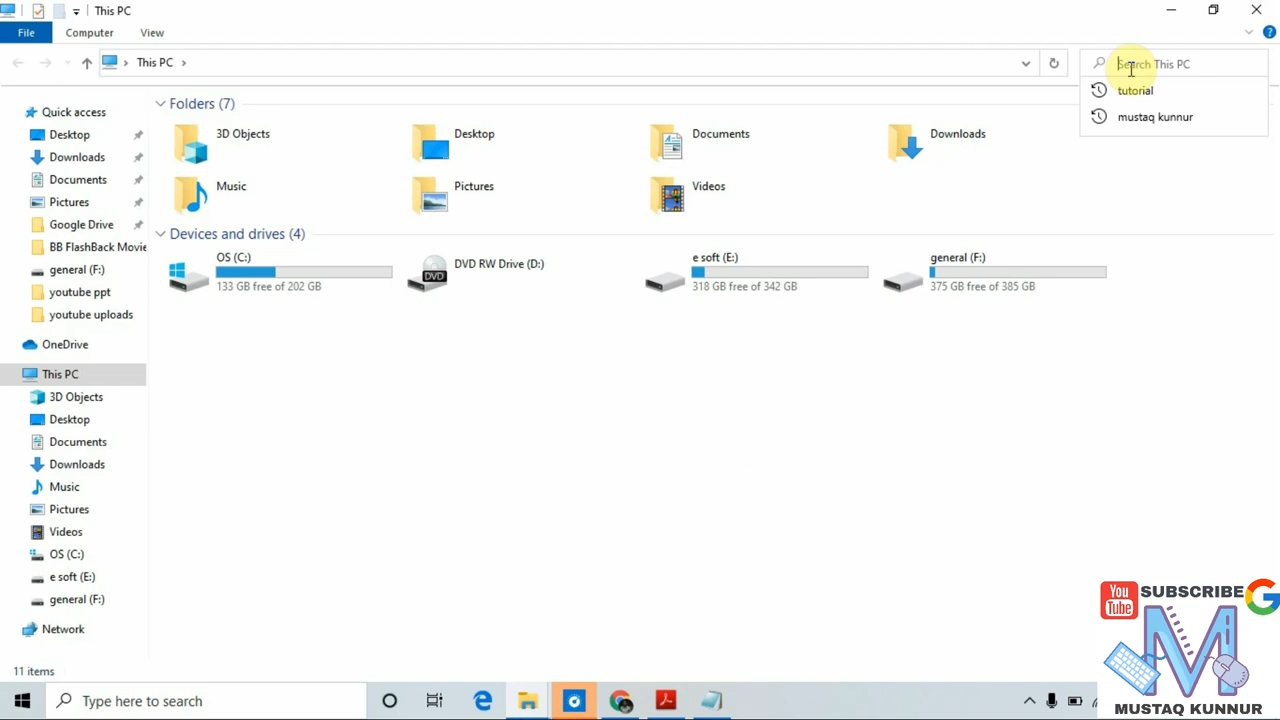 This PC
File
Computer
View
This PC
Search This PC
tutorial
mustaq kunnur
Quick access
Desktop
Downloads
Documents
Pictures
Google Drive
BB FlashBack Movie
general (F:)
youtube ppt
youtube uploads
OneDrive
This PC
3D Objects
Desktop
Documents
Downloads
Music
Pictures
Videos
OS (C:)
e soft (E:)
general (F:)
Network
Folders (7)
3D Objects
Desktop
Documents
Downloads
Music
Pictures
Videos
Devices and drives (4)
OS (C:)
133 GB free of 202 GB
DVD RW Drive (D:)
DVD
e soft (E:)
318 GB free of 342 GB
general (F:)
375 GB free of 385 GB
11 items
You
Tube
SUBSCRIBE
G
M
MUSTAQ KUNNUR
Type here to search